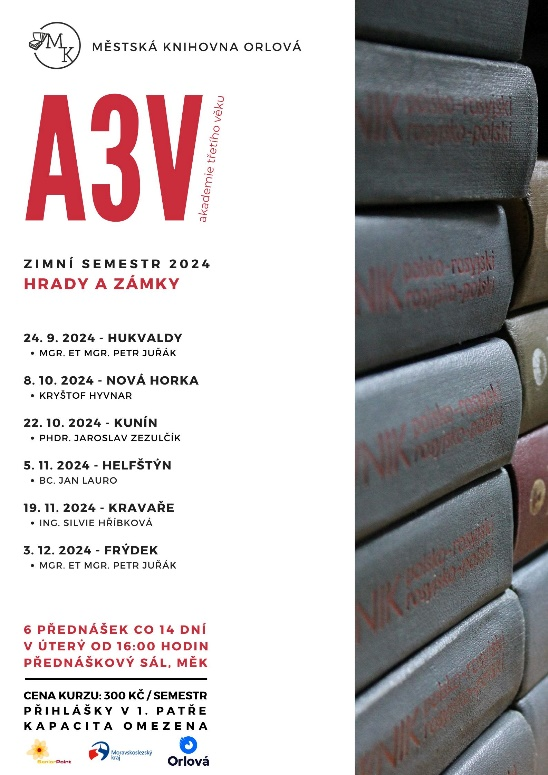 MK
MĚSTSKÁ KNIHOVNA ORLOVÁ
A3V
akademie třetího věku
ZIMNÍ SEMESTR 2024
HRADY A ZÁMKY
24. 9. 2024 - HUKVALDY
• MGR. ET MGR. PETR JUŘÁK
8. 10. 2024 - NOVÁ HORKA
• KRYŠTOF HYVNAR
22. 10. 2024 - KUNÍN
• PHDR. JAROSLAV ZEZULČÍK
5. 11. 2024 - HELFŠTÝN
• BC. JAN LAURO
19. 11. 2024 - KRAVAŘE
• ING. SILVIE HŘÍBKOVÁ
3. 12. 2024 - FRÝDEK
• MGR. ET MGR. PETR JUŘÁK
6 PŘEDNÁŠEK CO 14 DNÍ
V ÚTERÝ OD 16:00 HODIN
PŘEDNÁŠKOVÝ SÁL, MĚK
CENA KURZU: 300 KČ / SEMESTR
PŘIHLÁŠKY V 1. PATŘE
KAPACITA OMEZENA
SeniorPoint
Moravskoslezský
kraj
Orlová
NIK polsko-rosyjski
rosyjsko-polski
NIK polsko-rosyjski
rosyjsko-polski
NIK polsko-rosyjski
rosyjsko-polski
NIK polsko-rosyjski
rosyjsko-polski
NIK polsko-rosyjski
rosyjsko-polski